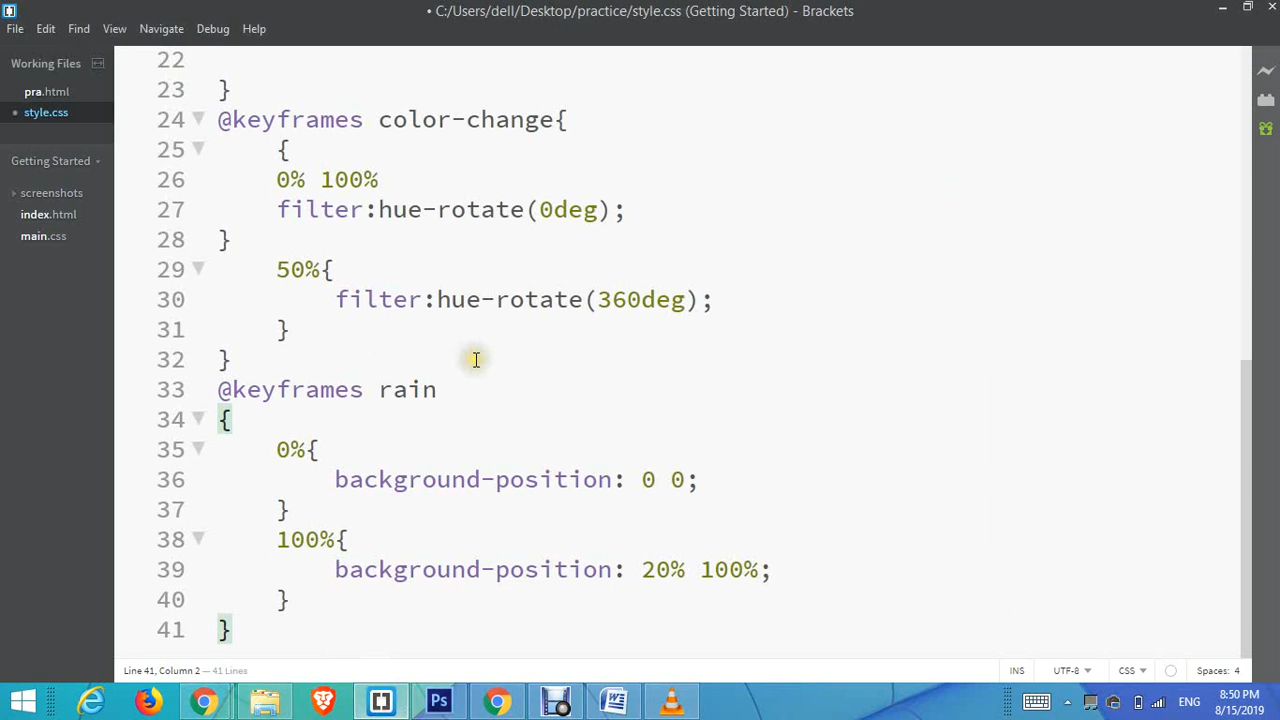 • C:/Users/dell/Desktop/practice/style.css (Getting Started) - Brackets
File Edit Find View Navigate Debug Help
Working Files
pra.html
• style.css
Getting Started
screenshots
index.html
main.css
22
23 }
24 @keyframes color-change{
25 {
26 0% 100%
27 filter:hue-rotate(0deg);
28 }
29 50%{
30 filter:hue-rotate(360deg);
31 }
32 }
33 @keyframes rain
34 {
35 0%{
36 background-position: 0 0;
37 }
38 100%{
39 background-position: 20% 100%;
40 }
41 }
Line 41, Column 2 — 41 Lines
INS UTF-8 CSS Spaces: 4
Ps
ENG
8:50 PM
8/15/2019